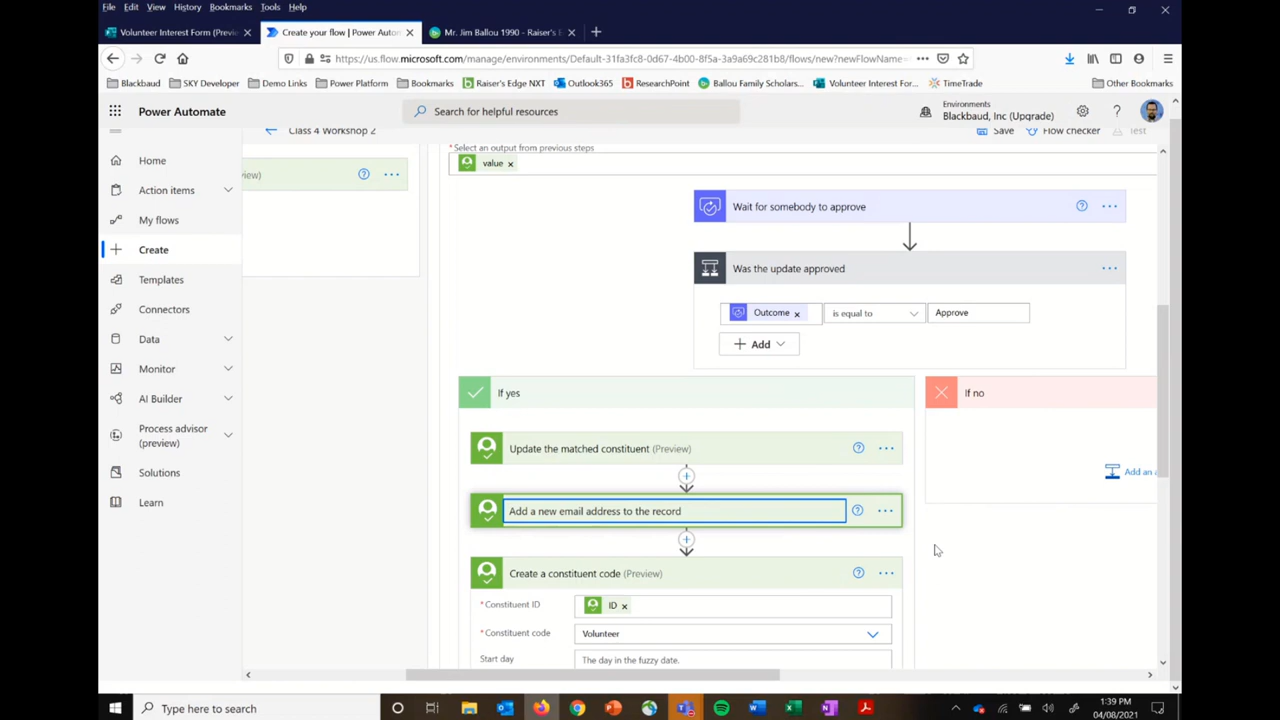 File Edit View History Bookmarks Tools Help
Volunteer Interest Form (Previe
Create your flow | Power Autom
Mr. Jim Ballou 1990 - Raiser's E
https://us.flow.microsoft.com/manage/environments/Default-31fa3fc8-0d67-4b00-8f5a-3a9a69c281b8/flows/new?newFlowName=
Blackbaud SKY Developer Demo Links Power Platform Bookmarks Raiser's Edge NXT Outlook365 ResearchPoint Ballou Family Scholars... Volunteer Interest For... TimeTrade Other Bookmarks
Power Automate
Search for helpful resources
Environments
Blackbaud, Inc (Upgrade)
Class 4 Workshop 2
Save Flow checker Test
Home
Action items
My flows
Create
Templates
Connectors
Data
Monitor
AI Builder
Process advisor
(preview)
Solutions
Learn
iew)
* Select an output from previous steps
value
Wait for somebody to approve
Was the update approved
Outcome is equal to Approve
Add
If yes
If no
Update the matched constituent (Preview)
Add an a
Add a new email address to the record
Create a constituent code (Preview)
* Constituent ID ID
* Constituent code Volunteer
Start day The day in the fuzzy date.
Type here to search
1:39 PM
04/08/2021